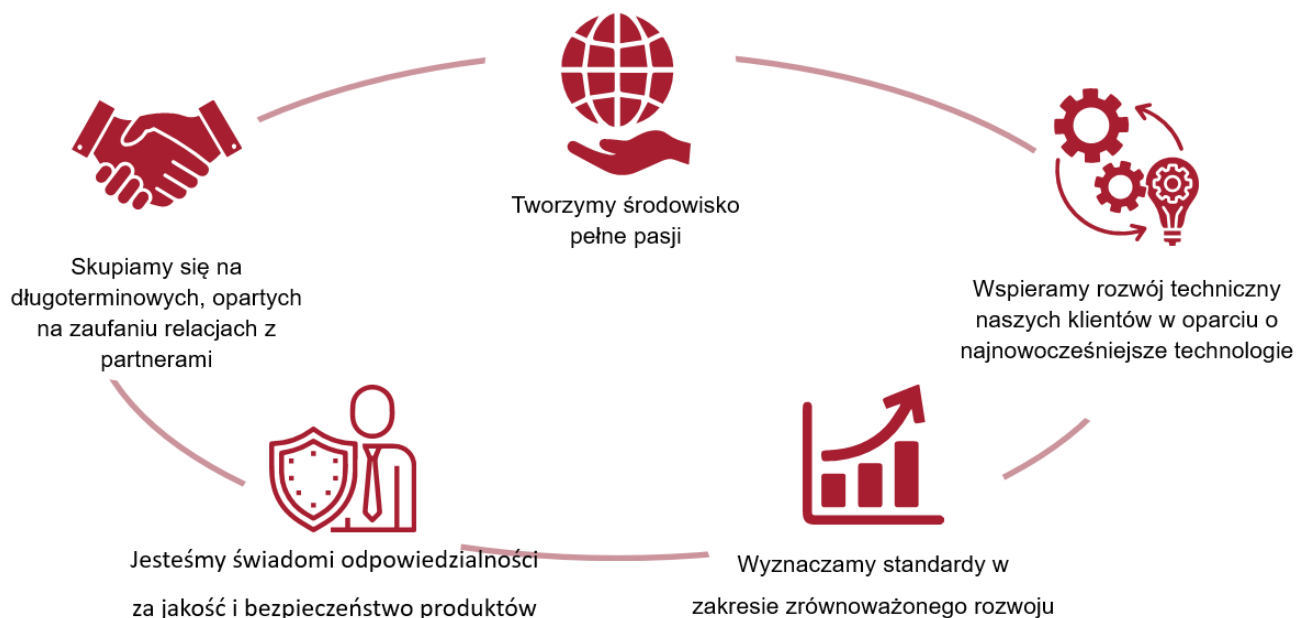 Tworzymy środowisko
pełne pasji
Skupiamy się na
długoterminowych, opartych
na zaufaniu relacjach z
partnerami
Wspieramy rozwój techniczny
naszych klientów w oparciu o
najnowocześniejsze technologie
Jesteśmy świadomi odpowiedzialności
za jakość i bezpieczeństwo produktów
Wyznaczamy standardy w
zakresie zrównoważonego rozwoju